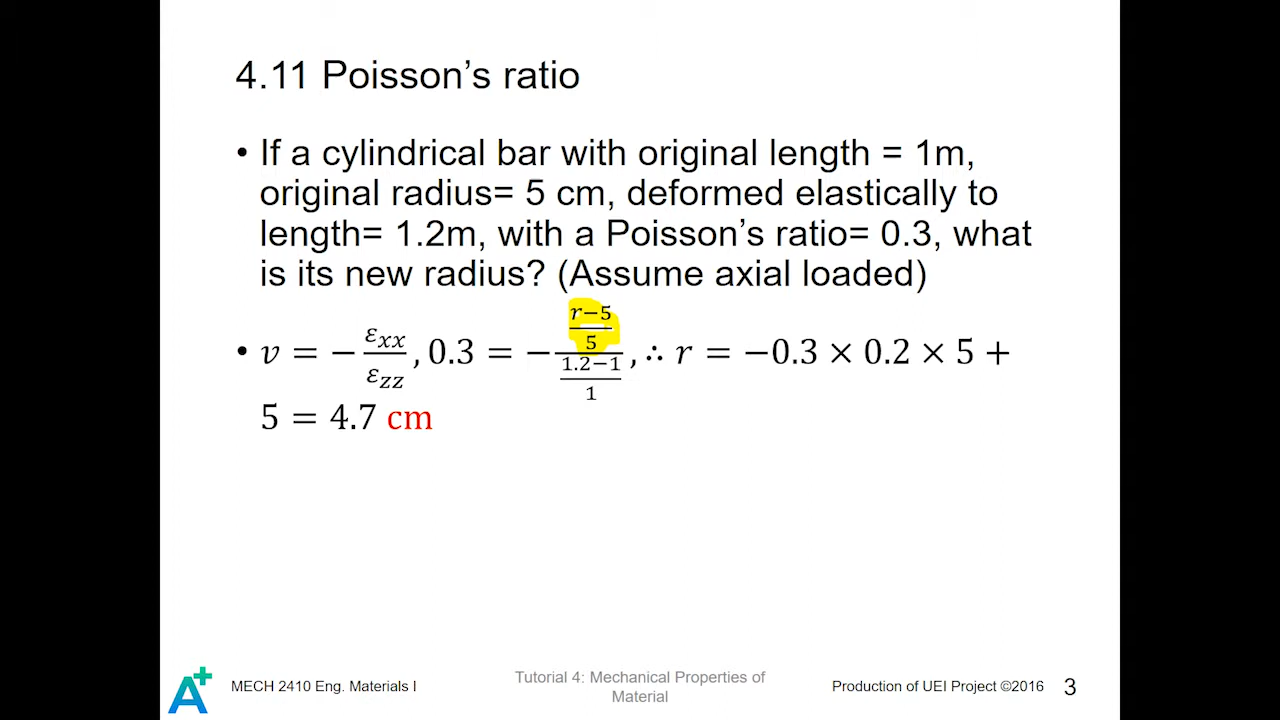 4.11 Poisson’s ratio
• If a cylindrical bar with original length = 1m,
original radius= 5 cm, deformed elastically to
length= 1.2m, with a Poisson’s ratio= 0.3, what
is its new radius? (Assume axial loaded)
• v = −ε_xx/ε_zz, 0.3 = −((r−5)/5)/((1.2−1)/1), ∴ r = −0.3 × 0.2 × 5 +
5 = 4.7 cm
A+
MECH 2410 Eng. Materials I
Tutorial 4: Mechanical Properties of
Material
Production of UEI Project ©2016
3